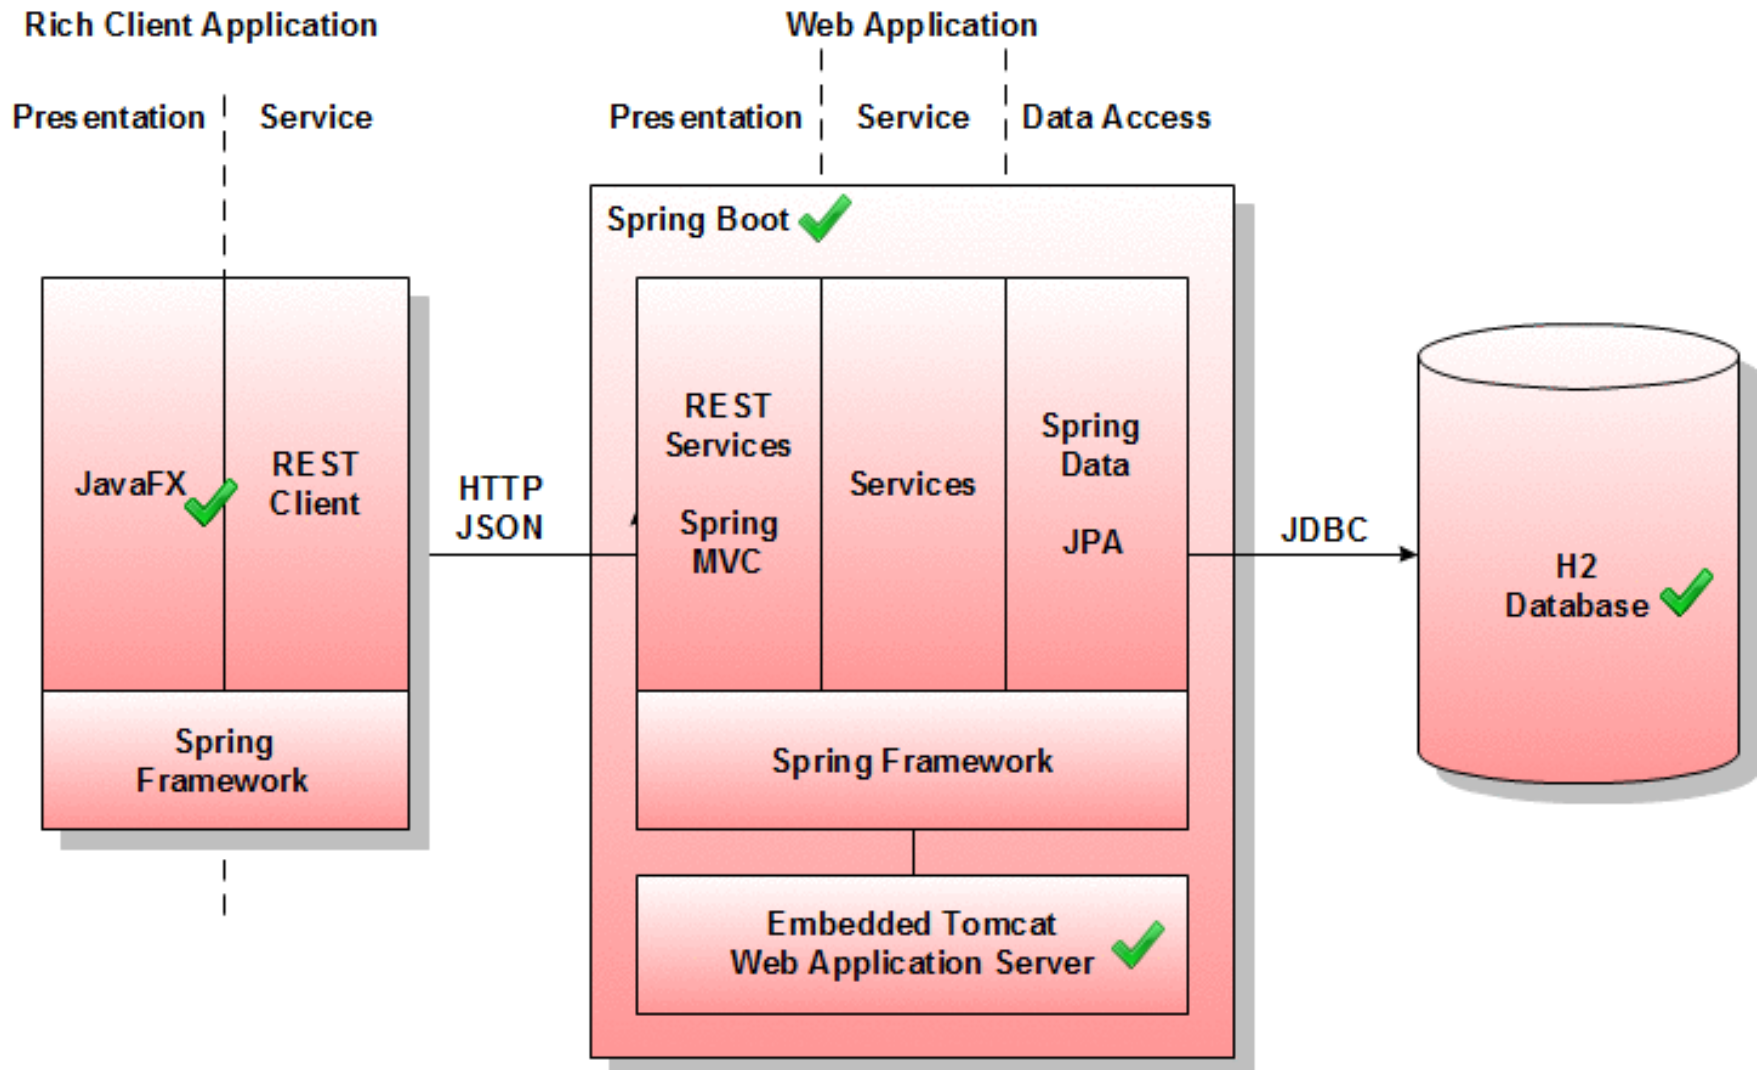 Rich Client Application
Web Application
Presentation
Service
Presentation
Service
Data Access
Spring Boot
JavaFX
REST
Client
HTTP
JSON
REST
Services
Spring
MVC
Services
Spring
Data
JPA
JDBC
H2
Database
Spring
Framework
Spring Framework
Embedded Tomcat
Web Application Server